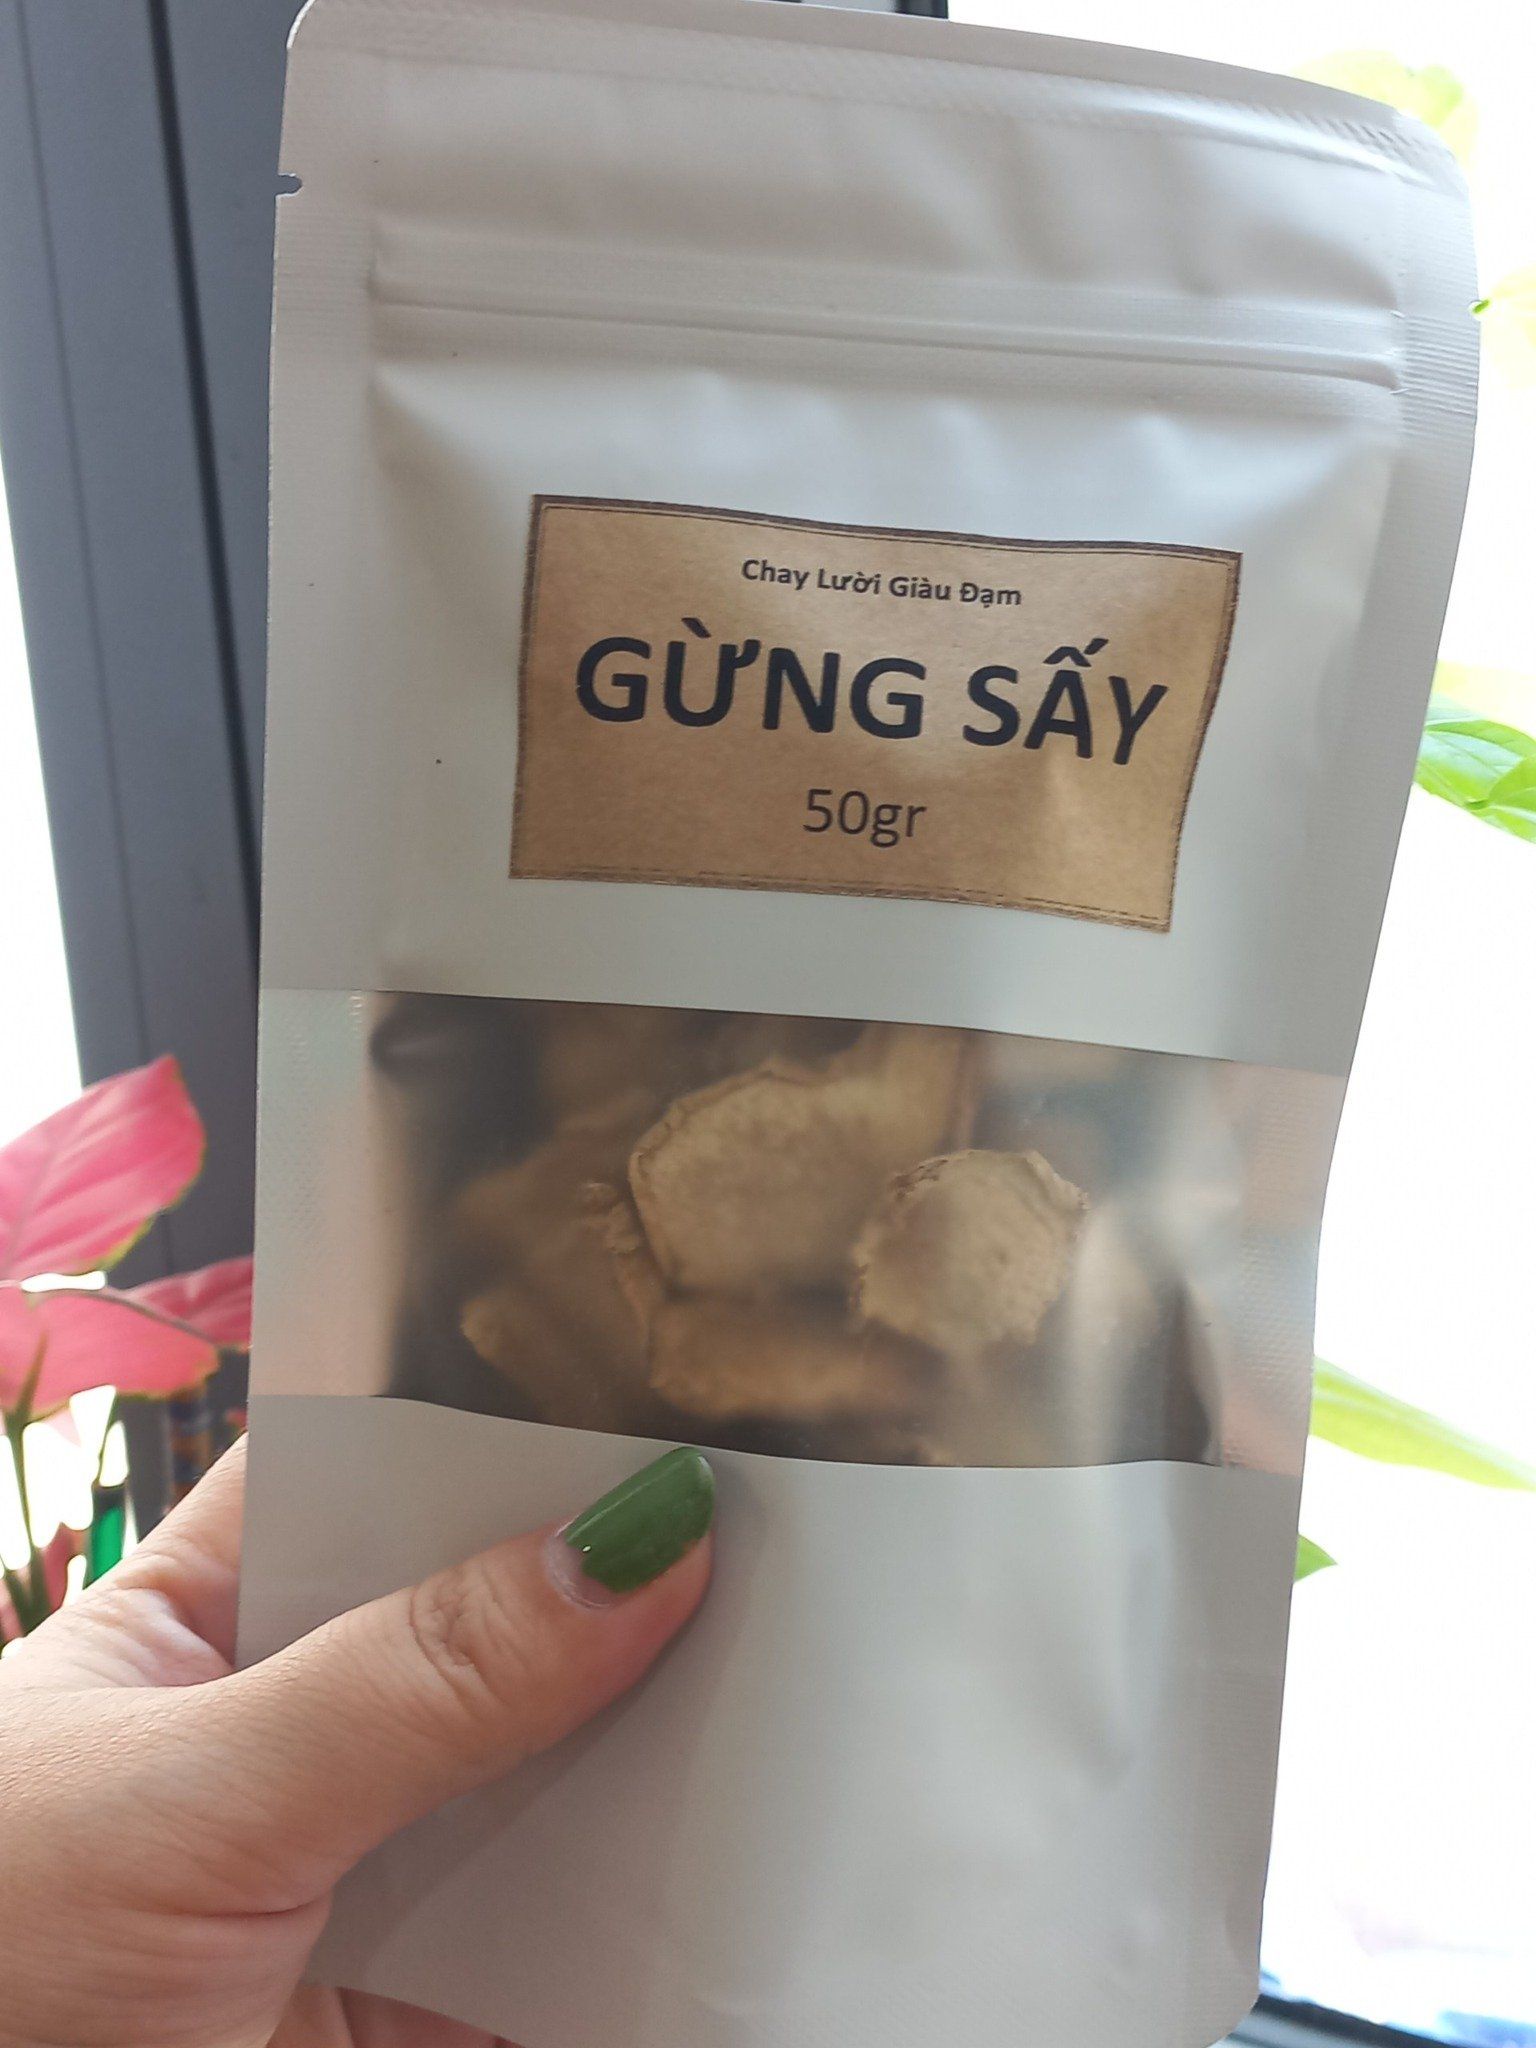 Chay Lười Giàu Đạm
GỪNG SẤY
50gr